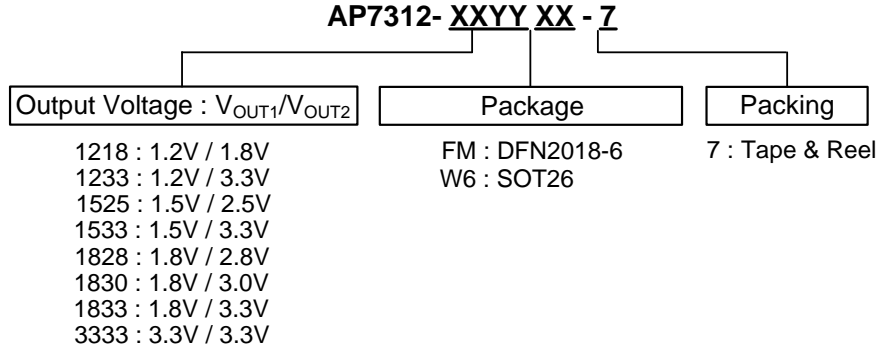 AP7312- XXYY XX - 7
Output Voltage : VOUT1/VOUT2
Package
Packing
1218 : 1.2V / 1.8V
1233 : 1.2V / 3.3V
1525 : 1.5V / 2.5V
1533 : 1.5V / 3.3V
1828 : 1.8V / 2.8V
1830 : 1.8V / 3.0V
1833 : 1.8V / 3.3V
3333 : 3.3V / 3.3V
FM : DFN2018-6
W6 : SOT26
7 : Tape & Reel